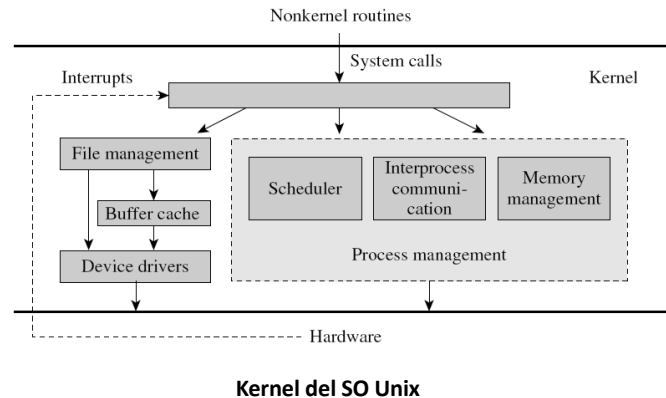 Nonkernel routines
System calls
Interrupts
Kernel
File management
Buffer cache
Device drivers
Scheduler
Interprocess
communi-
cation
Memory
management
Process management
Hardware
Kernel del SO Unix